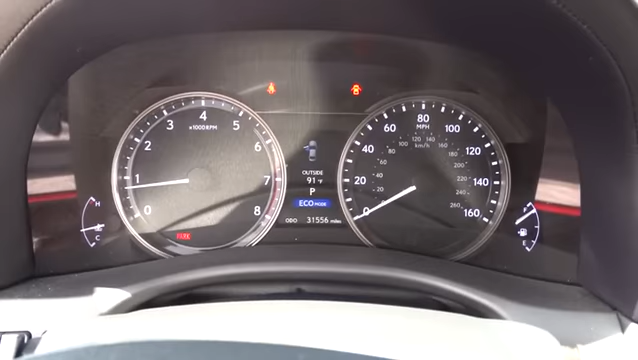 4
3
5
x1000RPM
2
6
1
7
0
8
H
C
PARK
OUTSIDE
91°F
P
ECO MODE
ODO 31556 miles
80
60
100
MPH
40
120
20
140
0
160
120
100
140
km/h
80
160
60
180
40
200
20
220
240
260
F
E